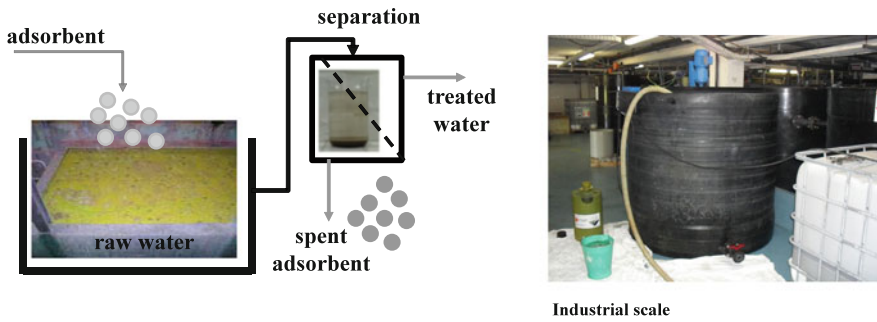 adsorbent
separation
treated
water
raw water
spent
adsorbent
Industrial scale